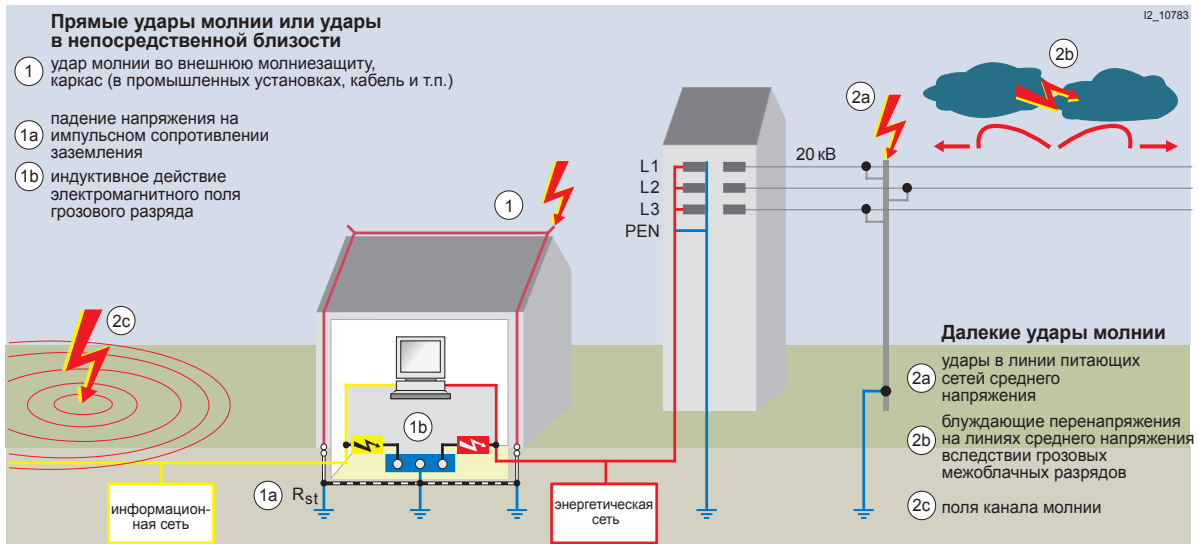 I2_10783
Прямые удары молнии или удары
в непосредственной близости
1 удар молнии во внешнюю молниезащиту,
каркас (в промышленных установках, кабель и т.п.)
1a падение напряжения на
импульсном сопротивлении
заземления
1b индуктивное действие
электромагнитного поля
грозового разряда
2b
2a
L1
20 кВ
L2
L3
PEN
1
2c
1b
1a Rst
информацион-
ная сеть
энергетическая
сеть
Далекие удары молнии
2a удары в линии питающих
сетей среднего
напряжения
2b блуждающие перенапряжения
на линиях среднего напряжения
вследствии грозовых
межоблачных разрядов
2c поля канала молнии